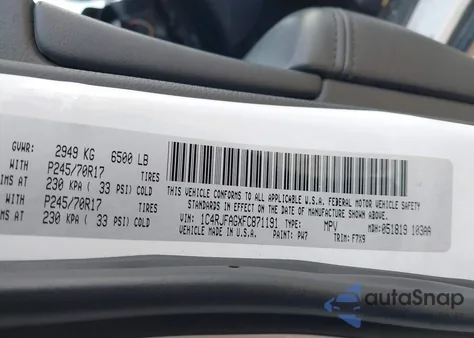 GVWR: 2949 KG 6500 LB
WITH P245/70R17 TIRES
IMS AT 230 KPA ( 33 PSI) COLD
WITH P245/70R17 TIRES
IMS AT 230 KPA ( 33 PSI) COLD
THIS VEHICLE CONFORMS TO ALL APPLICABLE U.S.A. FEDERAL MOTOR VEHICLE SAFETY
STANDARDS IN EFFECT ON THE DATE OF MANUFACTURE SHOWN ABOVE
VIN: 1C4RJFAGXFC871191 TYPE: MPV MDH: 051819 103AA
VEHICLE MADE IN U.S.A. PAINT: PW7 TRIM: F7X9
autoSnap